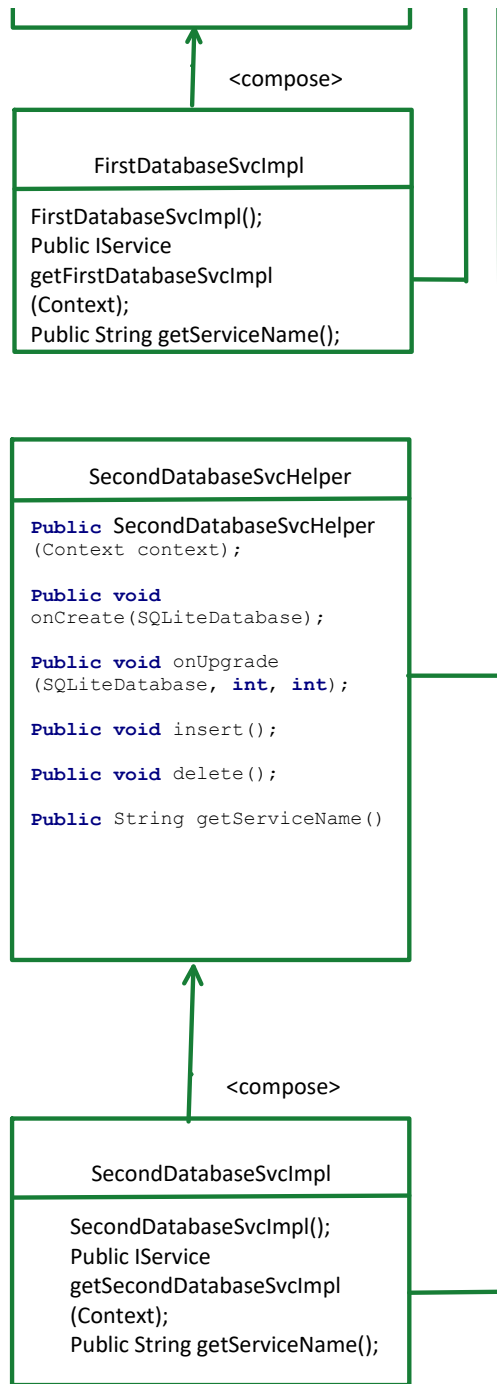 <compose>
FirstDatabaseSvcImpl
FirstDatabaseSvcImpl();
Public IService
getFirstDatabaseSvcImpl
(Context);
Public String getServiceName();
SecondDatabaseSvcHelper
Public SecondDatabaseSvcHelper
(Context context);
Public void
onCreate(SQLiteDatabase);
Public void onUpgrade
(SQLiteDatabase, int, int);
Public void insert();
Public void delete();
Public String getServiceName()
<compose>
SecondDatabaseSvcImpl
SecondDatabaseSvcImpl();
Public IService
getSecondDatabaseSvcImpl
(Context);
Public String getServiceName();